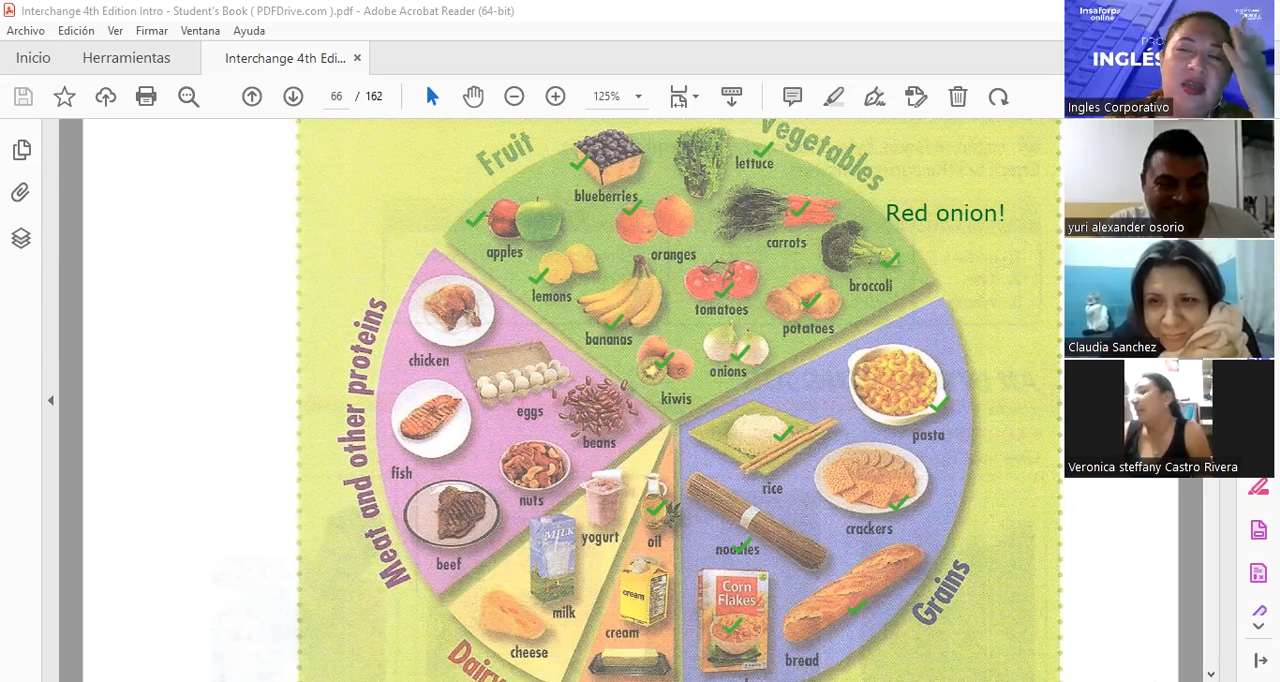 Interchange 4th Edition Intro - Student's Book ( PDFDrive.com ).pdf - Adobe Acrobat Reader (64-bit)
Archivo Edición Ver Firmar Ventana Ayuda
Inicio Herramientas Interchange 4th Edi... ×
66 / 162 125%
Insaforp
online
INGLÉS
Ingles Corporativo
yuri alexander osorio
Claudia Sanchez
Veronica steffany Castro Rivera
Fruit
Vegetables
blueberries
lettuce
Red onion!
apples
oranges
carrots
broccoli
lemons
bananas
tomatoes
potatoes
onions
kiwis
Meat and other proteins
chicken
eggs
beans
fish
nuts
beef
pasta
rice
crackers
noodles
Corn
Flakes
bread
Grains
yogurt
MILK
milk
cheese
Dairy
oil
cream
cream